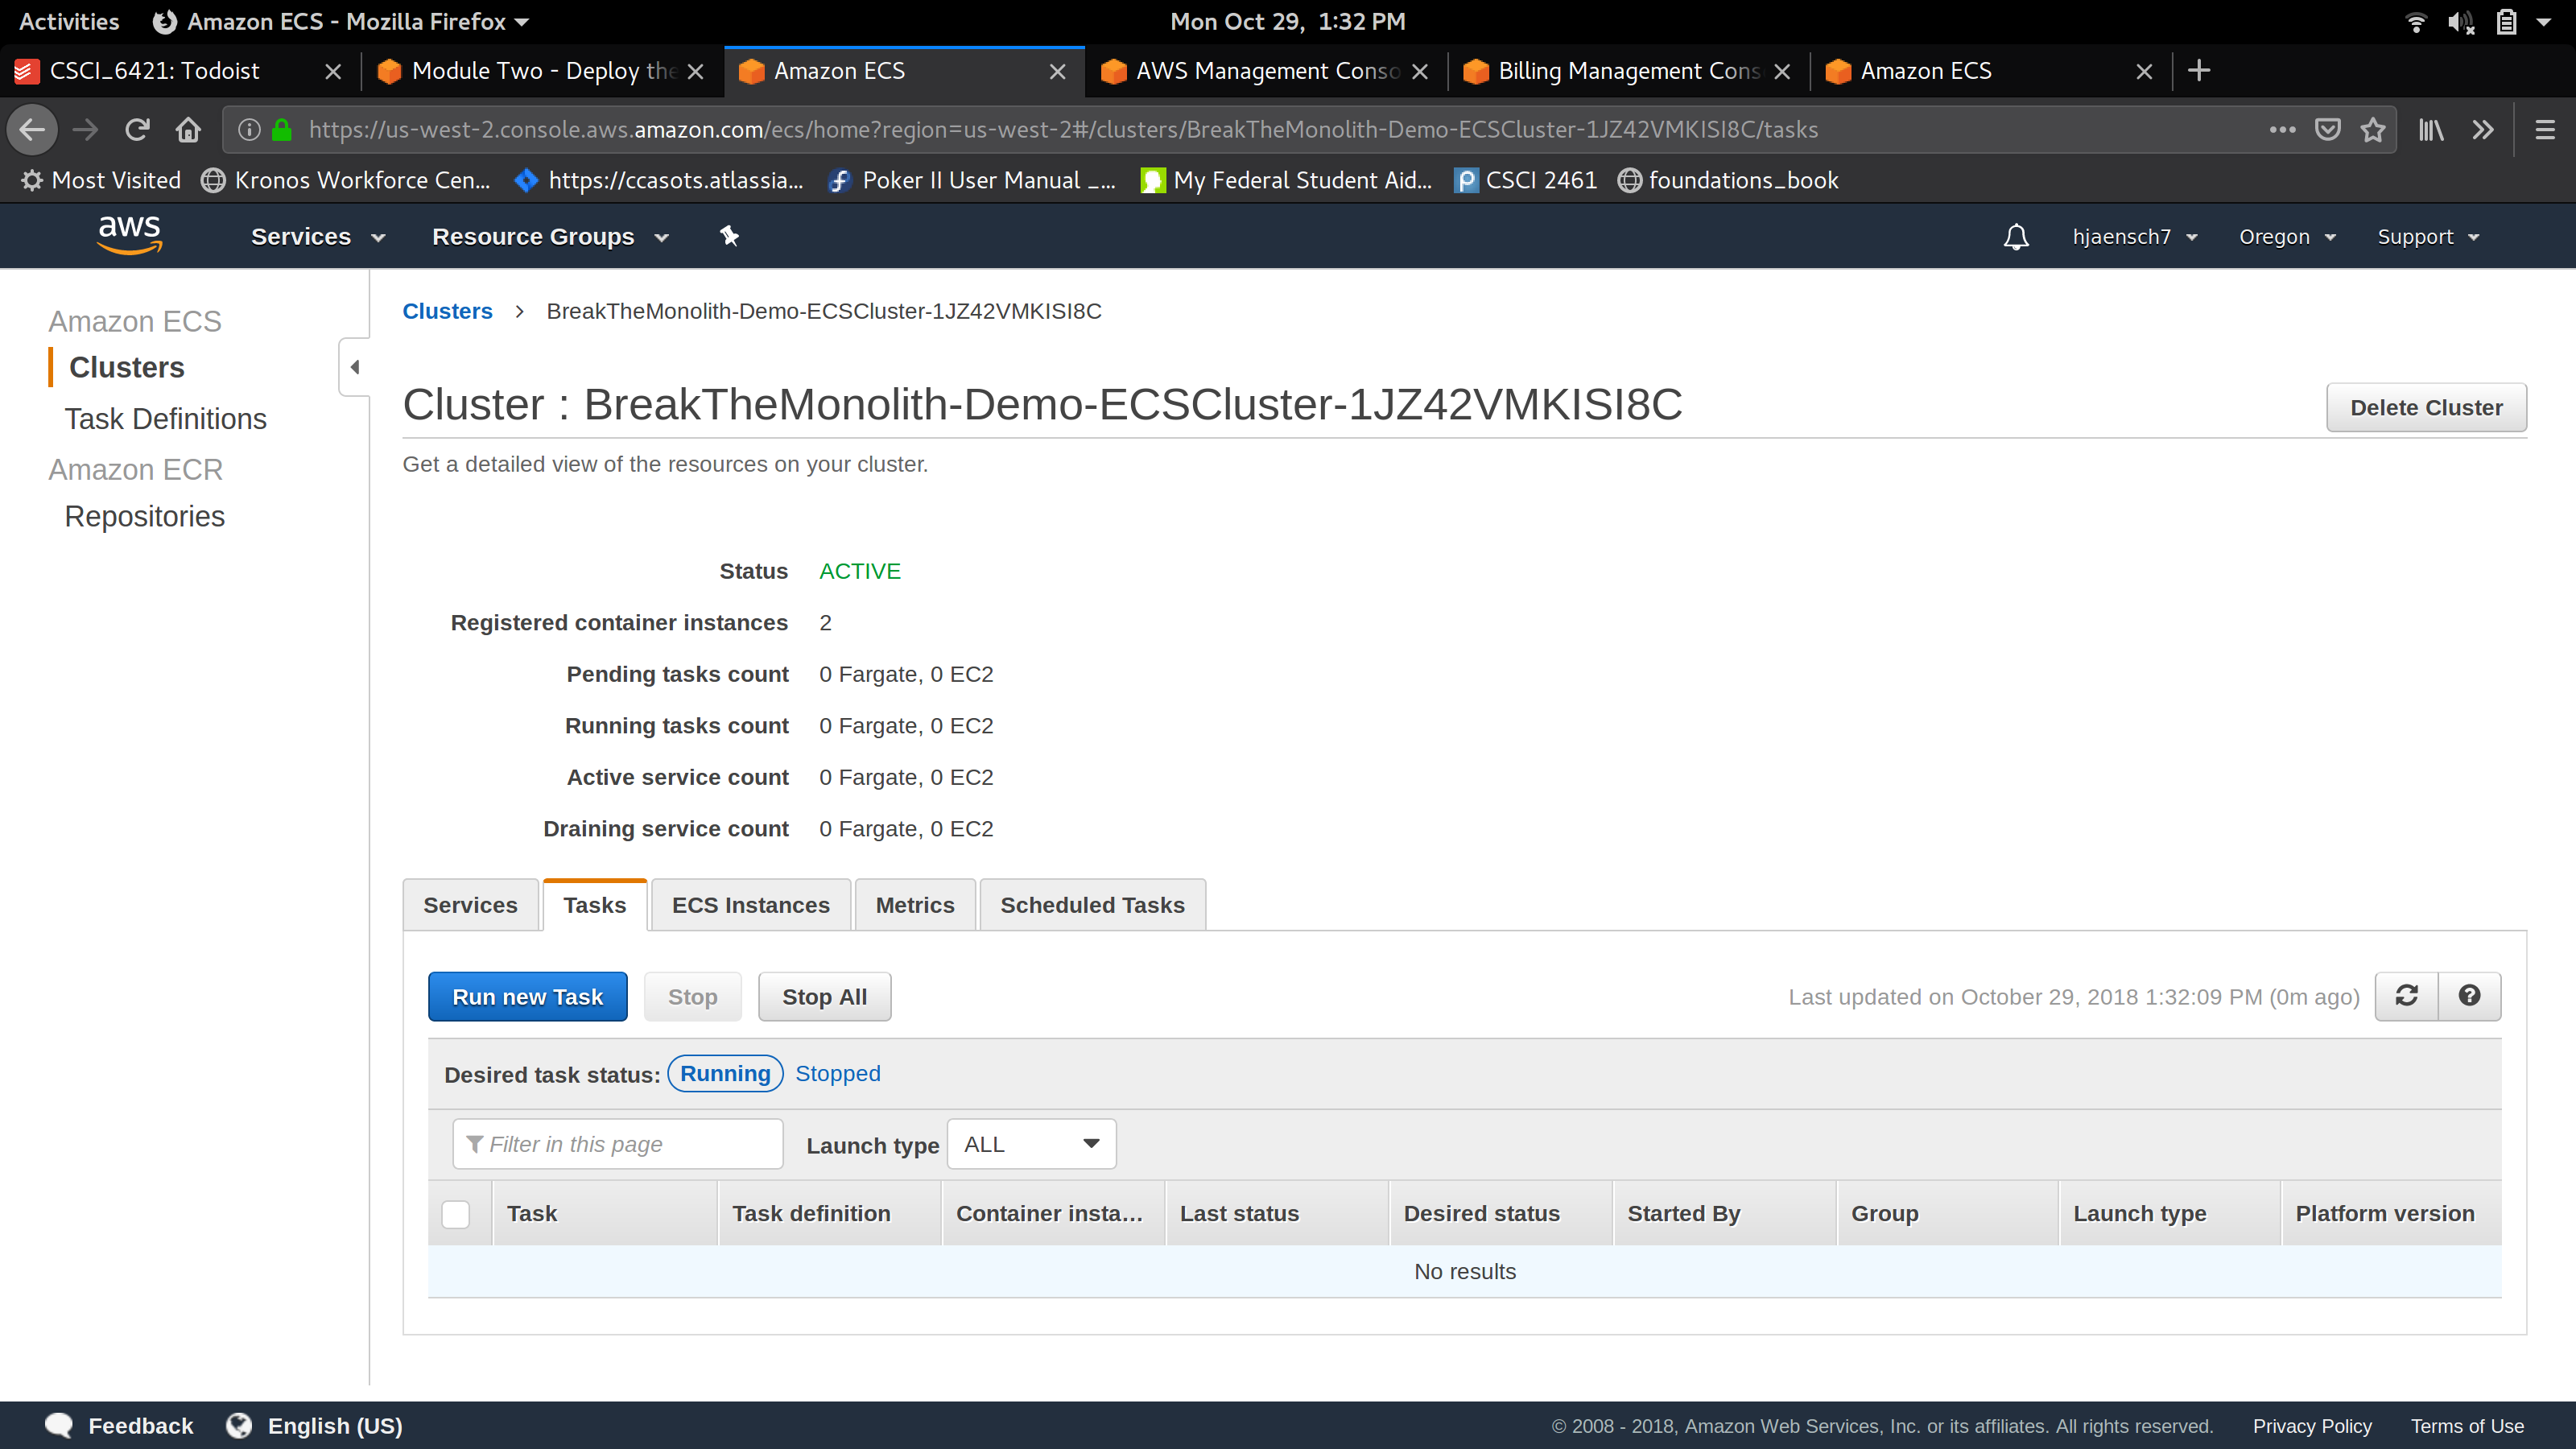 Activities Amazon ECS - Mozilla Firefox Mon Oct 29, 1:32 PM
CSCI_6421: Todoist Module Two - Deploy the Amazon ECS AWS Management Conso Billing Management Cons Amazon ECS
https://us-west-2.console.aws.amazon.com/ecs/home?region=us-west-2#/clusters/BreakTheMonolith-Demo-ECSCluster-1JZ42VMKISI8C/tasks
Most Visited Kronos Workforce Cen... https://ccasots.atlassia... Poker II User Manual _... My Federal Student Aid... CSCI 2461 foundations_book
aws Services Resource Groups hjaensch7 Oregon Support
Amazon ECS
Clusters
Task Definitions
Amazon ECR
Repositories
Clusters > BreakTheMonolith-Demo-ECSCluster-1JZ42VMKISI8C
Cluster : BreakTheMonolith-Demo-ECSCluster-1JZ42VMKISI8C Delete Cluster
Get a detailed view of the resources on your cluster.
Status ACTIVE
Registered container instances 2
Pending tasks count 0 Fargate, 0 EC2
Running tasks count 0 Fargate, 0 EC2
Active service count 0 Fargate, 0 EC2
Draining service count 0 Fargate, 0 EC2
Services Tasks ECS Instances Metrics Scheduled Tasks
Run new Task Stop Stop All Last updated on October 29, 2018 1:32:09 PM (0m ago)
Desired task status: Running Stopped
Filter in this page Launch type ALL
Task Task definition Container insta... Last status Desired status Started By Group Launch type Platform version
No results
Feedback English (US) © 2008 - 2018, Amazon Web Services, Inc. or its affiliates. All rights reserved. Privacy Policy Terms of Use